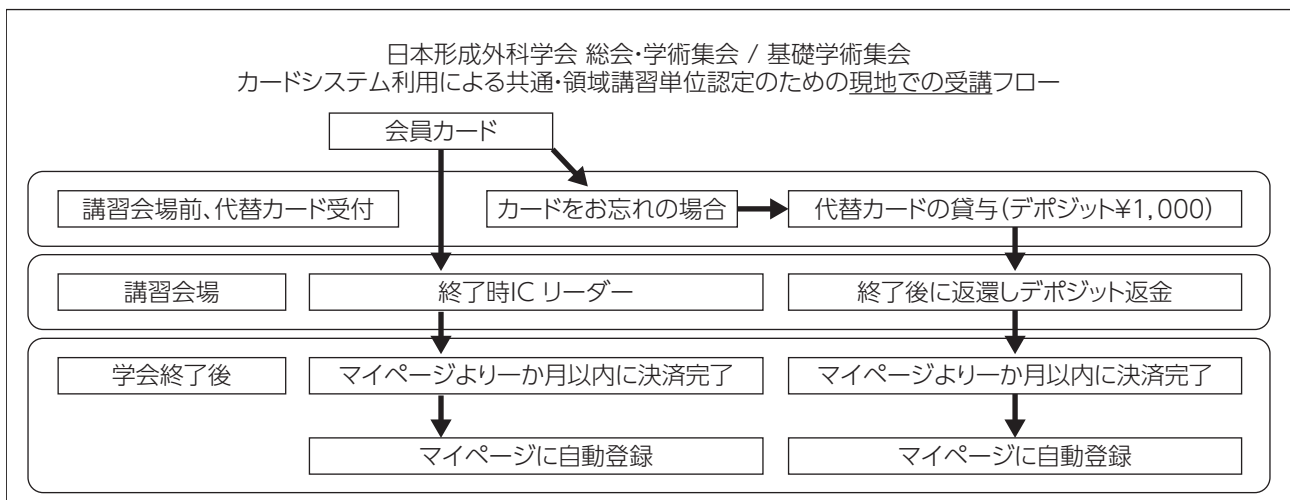 日本形成外科学会 総会・学術集会 / 基礎学術集会
カードシステム利用による共通・領域講習単位認定のための現地での受講フロー
会員カード
講習会場前、代替カード受付
カードをお忘れの場合
代替カードの貸与(デポジット¥1,000)
講習会場
終了時IC リーダー
終了後に返還しデポジット返金
学会終了後
マイページより一か月以内に決済完了
マイページより一か月以内に決済完了
マイページに自動登録
マイページに自動登録